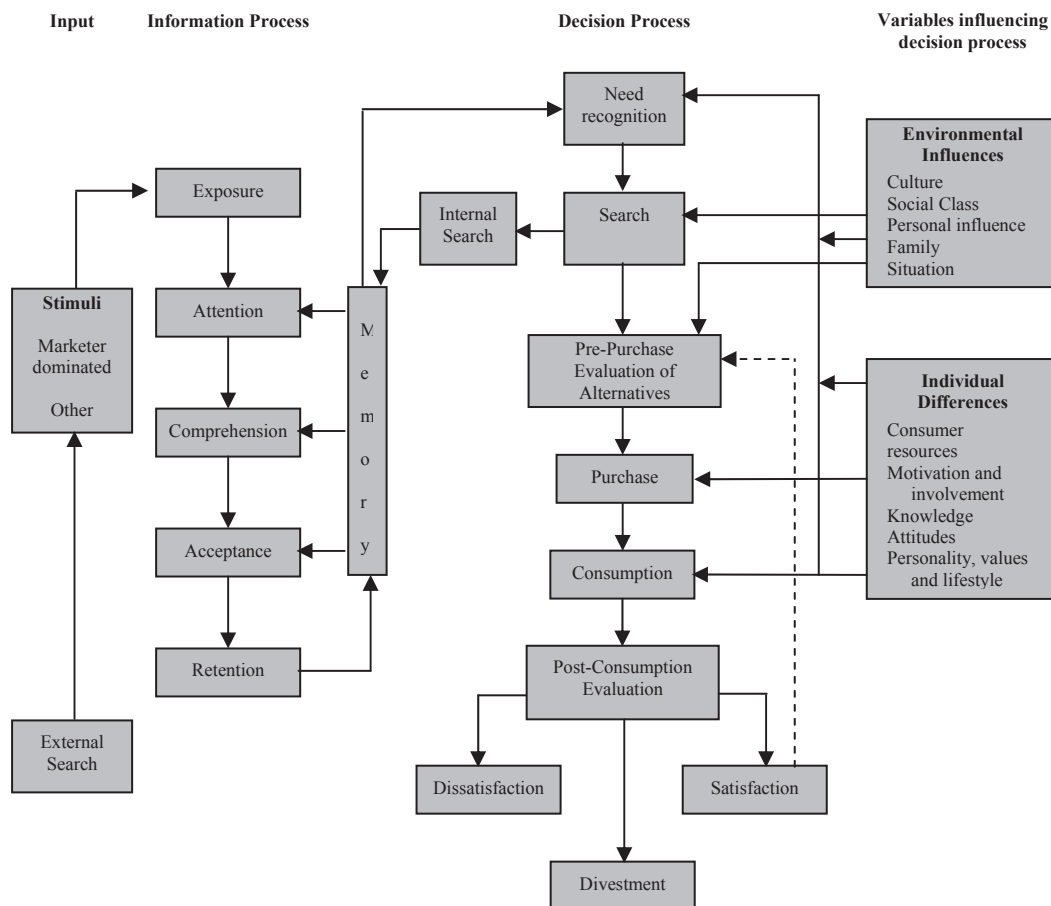 Input
Information Process
Decision Process
Variables influencing
decision process
Need
recognition
Environmental
Influences
Culture
Social Class
Personal influence
Family
Situation
Exposure
Internal
Search
Search
Stimuli
Marketer
dominated
Other
Attention
M
e
m
o
r
y
Pre-Purchase
Evaluation of
Alternatives
Individual
Differences
Consumer
resources
Motivation and
involvement
Knowledge
Attitudes
Personality, values
and lifestyle
Comprehension
Purchase
Acceptance
Consumption
Retention
Post-Consumption
Evaluation
External
Search
Dissatisfaction
Satisfaction
Divestment